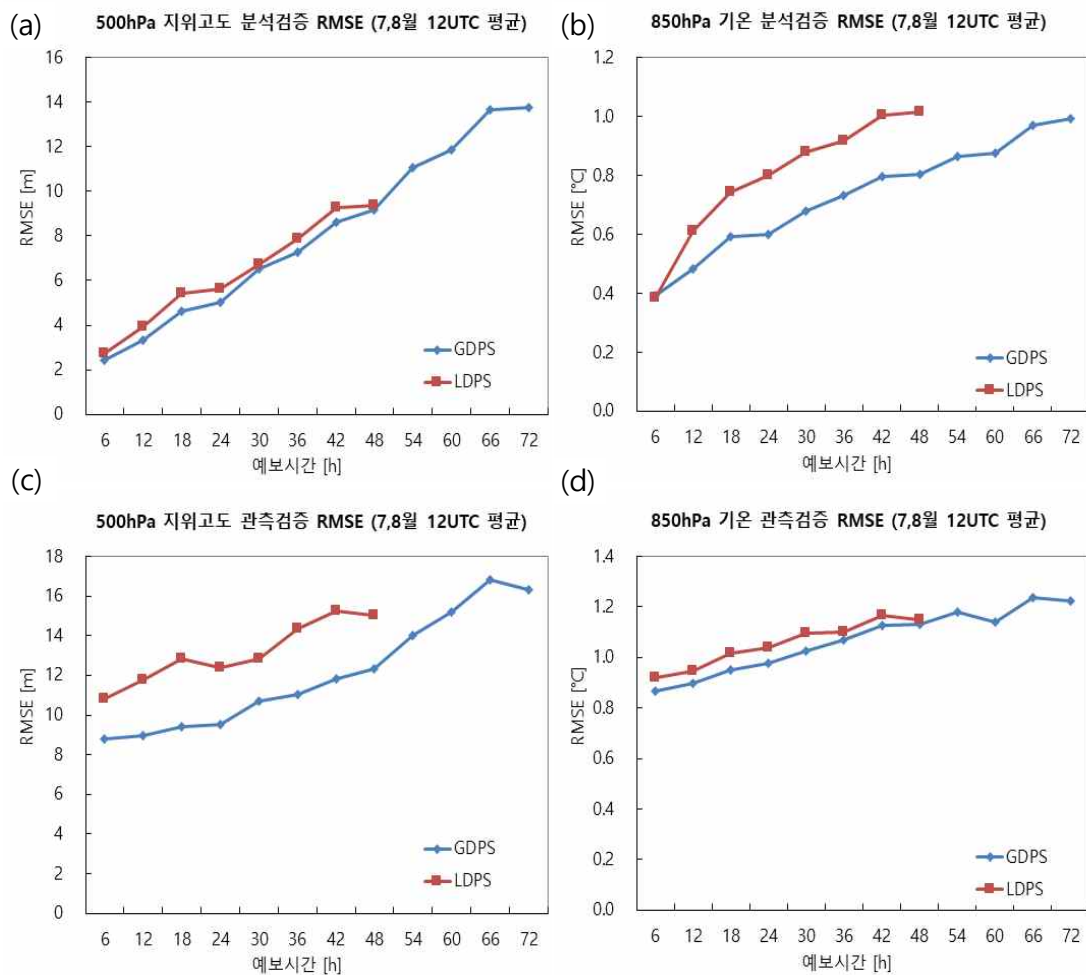 (a)
500hPa 지위고도 분석검증 RMSE (7,8월 12UTC 평균)
16
14
12
10
8
6
4
2
0
RMSE [m]
GDPS
LDPS
6 12 18 24 30 36 42 48 54 60 66 72
예보시간 [h]
(b)
850hPa 기온 분석검증 RMSE (7,8월 12UTC 평균)
1.2
1.0
0.8
0.6
0.4
0.2
0.0
RMSE [℃]
GDPS
LDPS
6 12 18 24 30 36 42 48 54 60 66 72
예보시간 [h]
(c)
500hPa 지위고도 관측검증 RMSE (7,8월 12UTC 평균)
18
16
14
12
10
8
6
4
2
0
RMSE [m]
GDPS
LDPS
6 12 18 24 30 36 42 48 54 60 66 72
예보시간 [h]
(d)
850hPa 기온 관측검증 RMSE (7,8월 12UTC 평균)
1.4
1.2
1.0
0.8
0.6
0.4
0.2
0.0
RMSE [℃]
GDPS
LDPS
6 12 18 24 30 36 42 48 54 60 66 72
예보시간 [h]